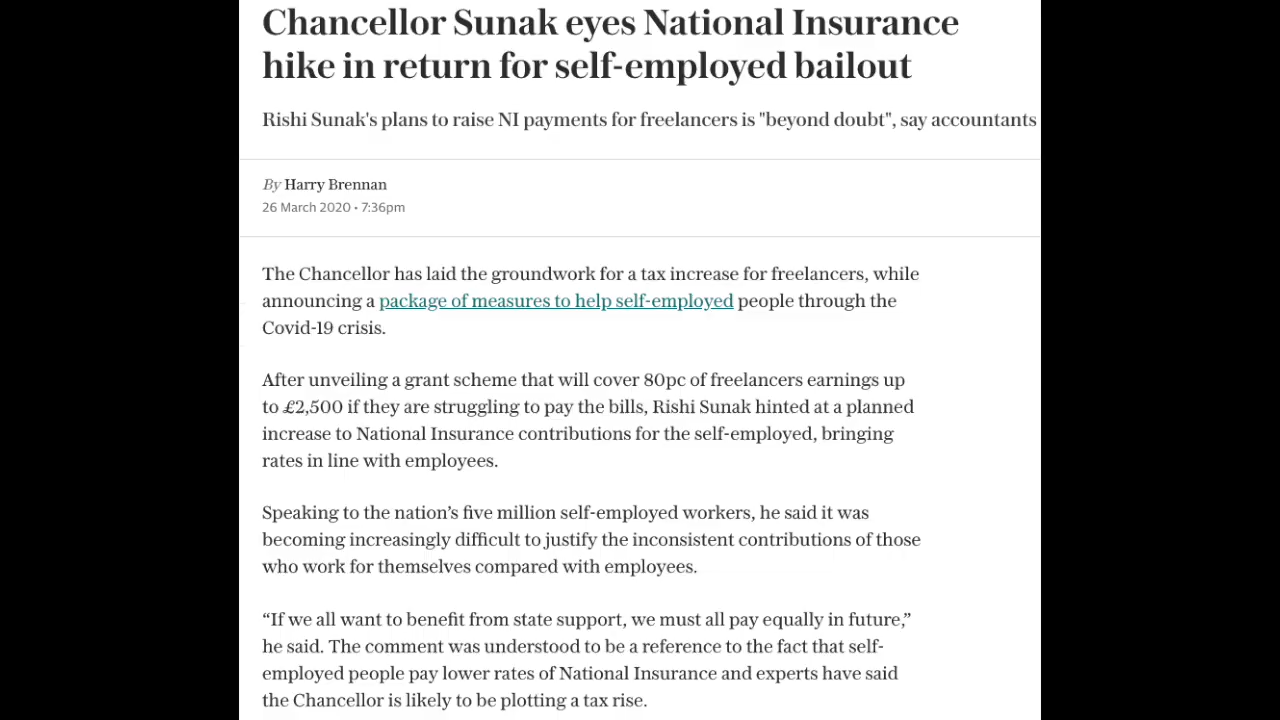 Chancellor Sunak eyes National Insurance
hike in return for self-employed bailout
Rishi Sunak's plans to raise NI payments for freelancers is "beyond doubt", say accountants
By Harry Brennan
26 March 2020 • 7:36pm
The Chancellor has laid the groundwork for a tax increase for freelancers, while
announcing a package of measures to help self-employed people through the
Covid-19 crisis.
After unveiling a grant scheme that will cover 80pc of freelancers earnings up
to £2,500 if they are struggling to pay the bills, Rishi Sunak hinted at a planned
increase to National Insurance contributions for the self-employed, bringing
rates in line with employees.
Speaking to the nation’s five million self-employed workers, he said it was
becoming increasingly difficult to justify the inconsistent contributions of those
who work for themselves compared with employees.
“If we all want to benefit from state support, we must all pay equally in future,”
he said. The comment was understood to be a reference to the fact that self-
employed people pay lower rates of National Insurance and experts have said
the Chancellor is likely to be plotting a tax rise.